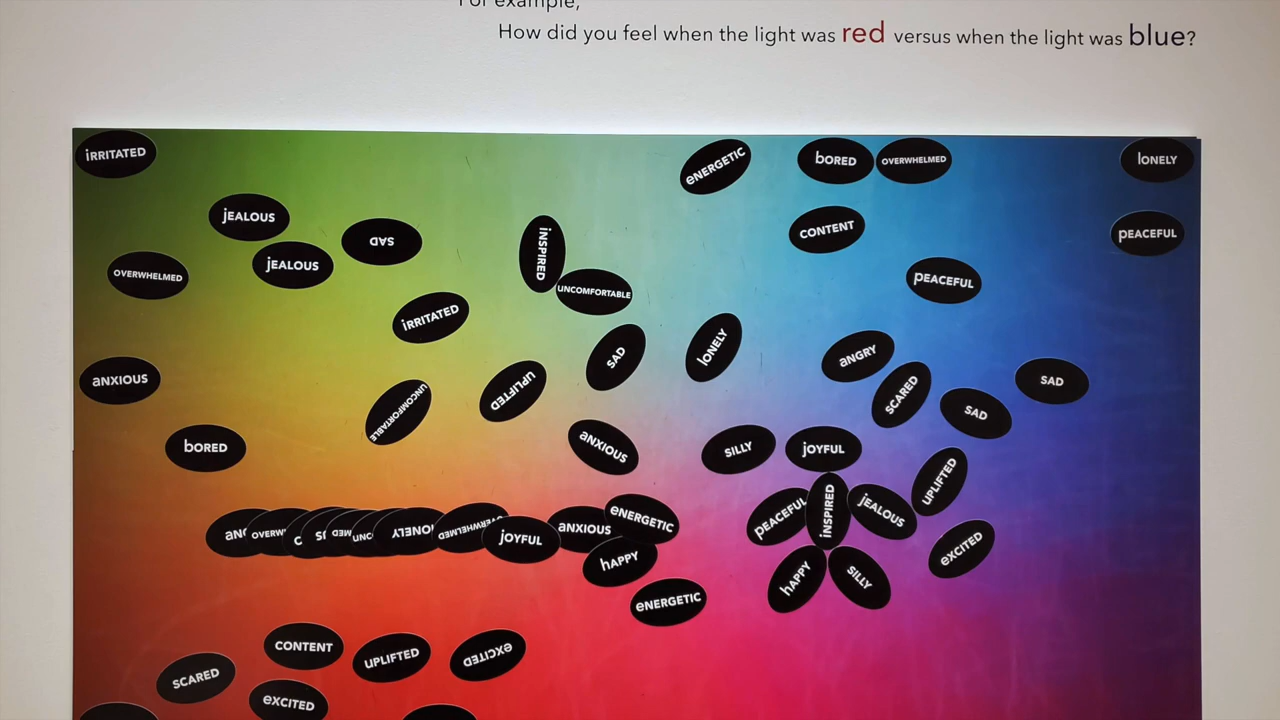 For example,
How did you feel when the light was red versus when the light was blue?
iRRITATED
eNERGETIC
bORED
OVERWHELMED
lONELY
jEALOUS
SAD
iNSPIRED
CONTENT
pEACEFUL
OVERWHELMED
jEALOUS
UNCOMFORTABLE
pEACEFUL
iRRITATED
SAD
lONELY
aNGRY
aNXIOUS
UNCOMFORTABLE
UPLIFTED
SCARED
SAD
SAD
bORED
aNXIOUS
SILLY
jOYFUL
UPLIFTED
lONELY
OVERWHELMED
jOYFUL
aNXIOUS
eNERGETIC
pEACEFUL
iNSPIRED
jEALOUS
eXCITED
hAPPY
hAPPY
SILLY
eNERGETIC
CONTENT
UPLIFTED
eXCITED
SCARED
eXCITED